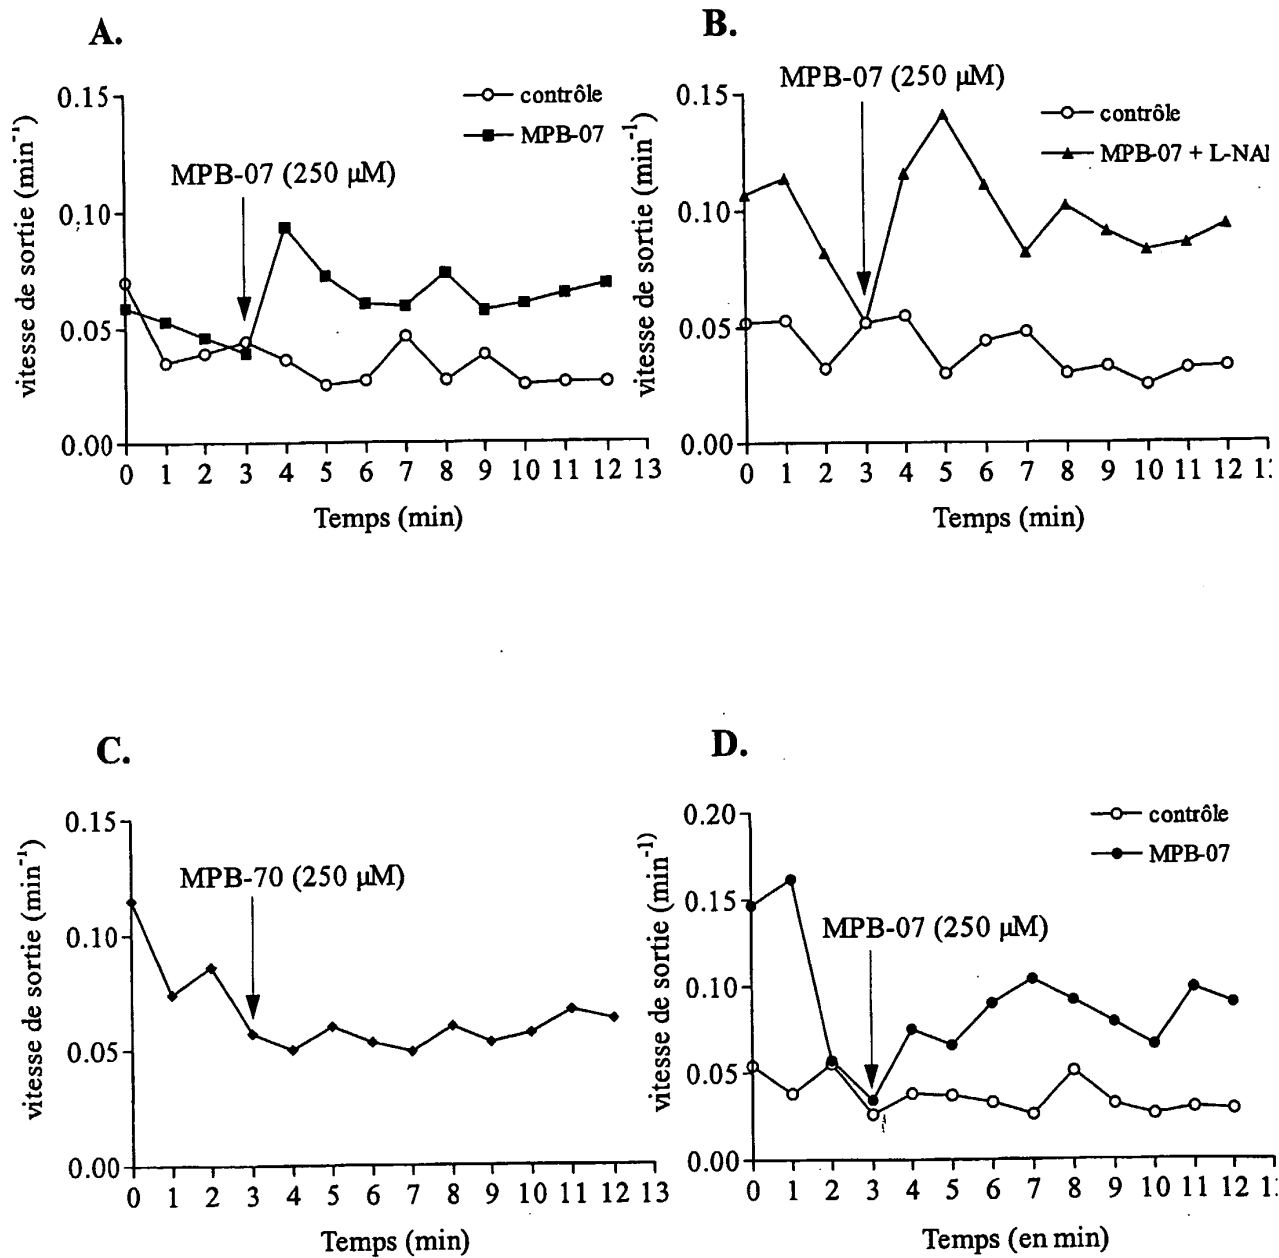 A.
0.15
0.10
0.05
0.00
vitesse de sortie (min⁻¹)
contrôle
MPB-07
MPB-07 (250 µM)
0 1 2 3 4 5 6 7 8 9 10 11 12 13
Temps (min)
B.
MPB-07 (250 µM)
0.15
0.10
0.05
0.00
vitesse de sortie (min⁻¹)
contrôle
MPB-07 + L-NA
0 1 2 3 4 5 6 7 8 9 10 11 12
Temps (min)
C.
0.15
0.10
0.05
0.00
vitesse de sortie (min⁻¹)
MPB-70 (250 µM)
0 1 2 3 4 5 6 7 8 9 10 11 12 13
Temps (min)
D.
0.20
0.15
0.10
0.05
0.00
vitesse de sortie (min⁻¹)
contrôle
MPB-07
MPB-07 (250 µM)
0 1 2 3 4 5 6 7 8 9 10 11 12
Temps (en min)